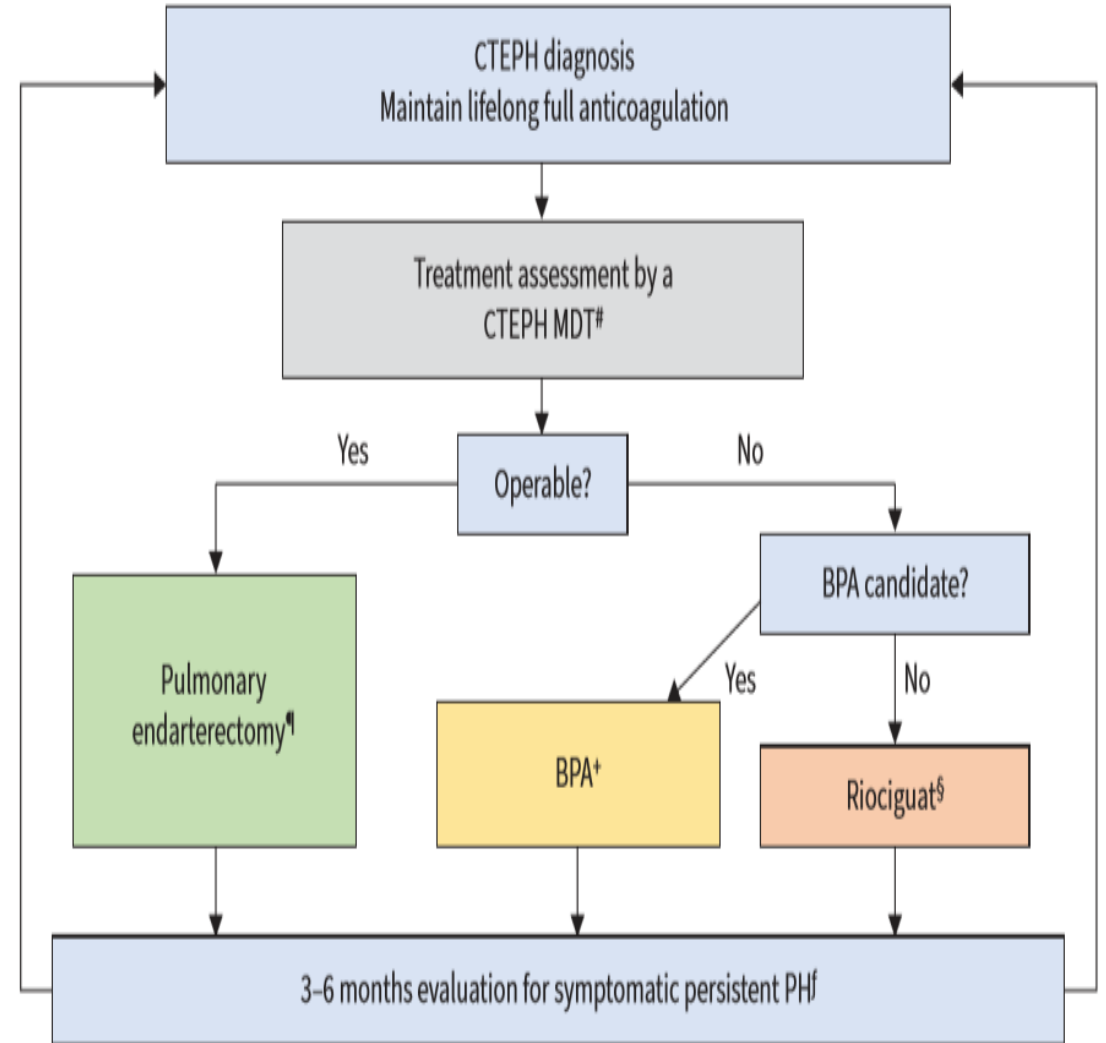 CTEPH diagnosis
Maintain lifelong full anticoagulation
Treatment assessment by a
CTEPH MDT#
Yes
Operable?
No
BPA candidate?
Pulmonary
endarterectomy¶
Yes
No
BPA+
Riociguat§
3–6 months evaluation for symptomatic persistent PHƒ